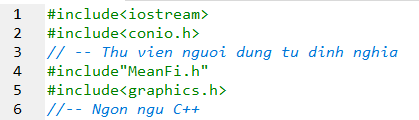 1 #include<iostream>
2 #include<conio.h>
3 // -- Thu vien nguoi dung tu dinh nghia
4 #include"MeanFi.h"
5 #include<graphics.h>
6 //-- Ngon ngu C++